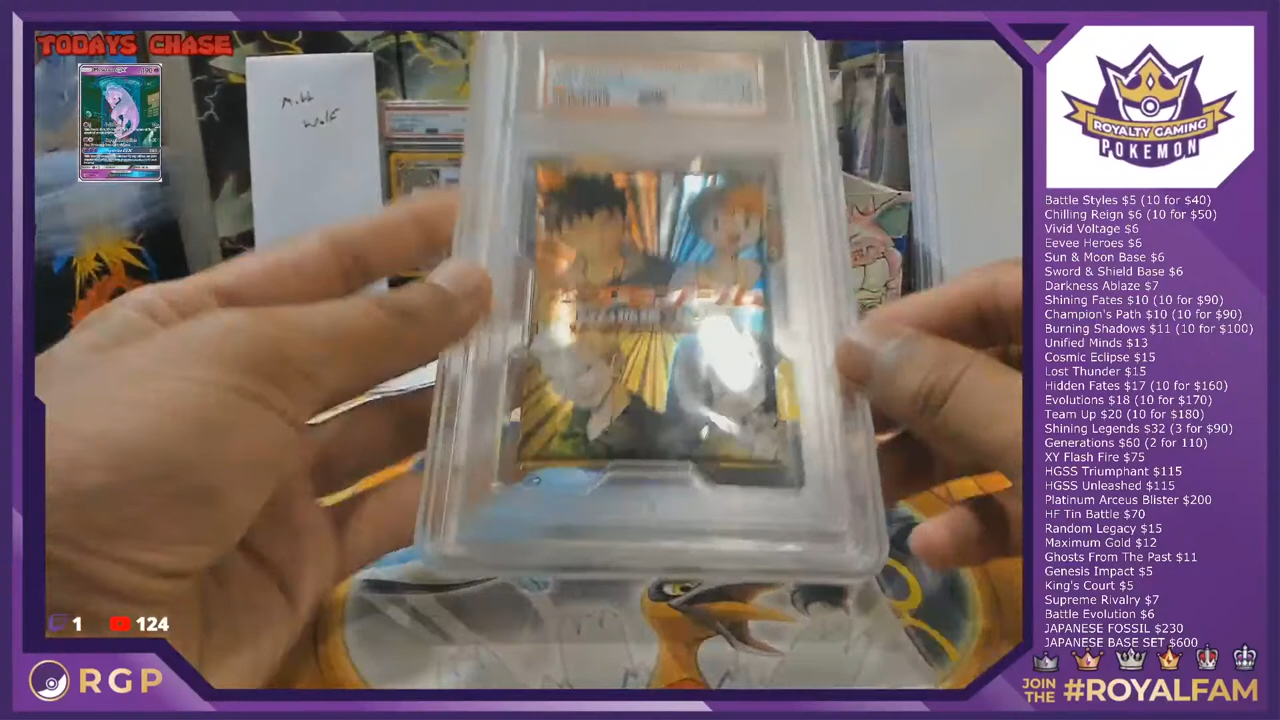 TODAYS CHASE
Matt
Wolf
ROYALTY GAMING
POKEMON
Battle Styles $5 (10 for $40)
Chilling Reign $6 (10 for $50)
Vivid Voltage $6
Eevee Heroes $6
Sun & Moon Base $6
Sword & Shield Base $6
Darkness Ablaze $7
Shining Fates $10 (10 for $90)
Champion's Path $10 (10 for $90)
Burning Shadows $11 (10 for $100)
Unified Minds $13
Cosmic Eclipse $15
Lost Thunder $15
Hidden Fates $17 (10 for $160)
Evolutions $18 (10 for $170)
Team Up $20 (10 for $180)
Shining Legends $32 (3 for $90)
Generations $60 (2 for 110)
XY Flash Fire $75
HGSS Triumphant $115
HGSS Unleashed $115
Platinum Arceus Blister $200
HF Tin Battle $70
Random Legacy $15
Maximum Gold $12
Ghosts From The Past $11
Genesis Impact $5
King's Court $5
Supreme Rivalry $7
Battle Evolution $6
JAPANESE FOSSIL $230
JAPANESE BASE SET $600
1 124
RGP
JOIN THE #ROYALFAM